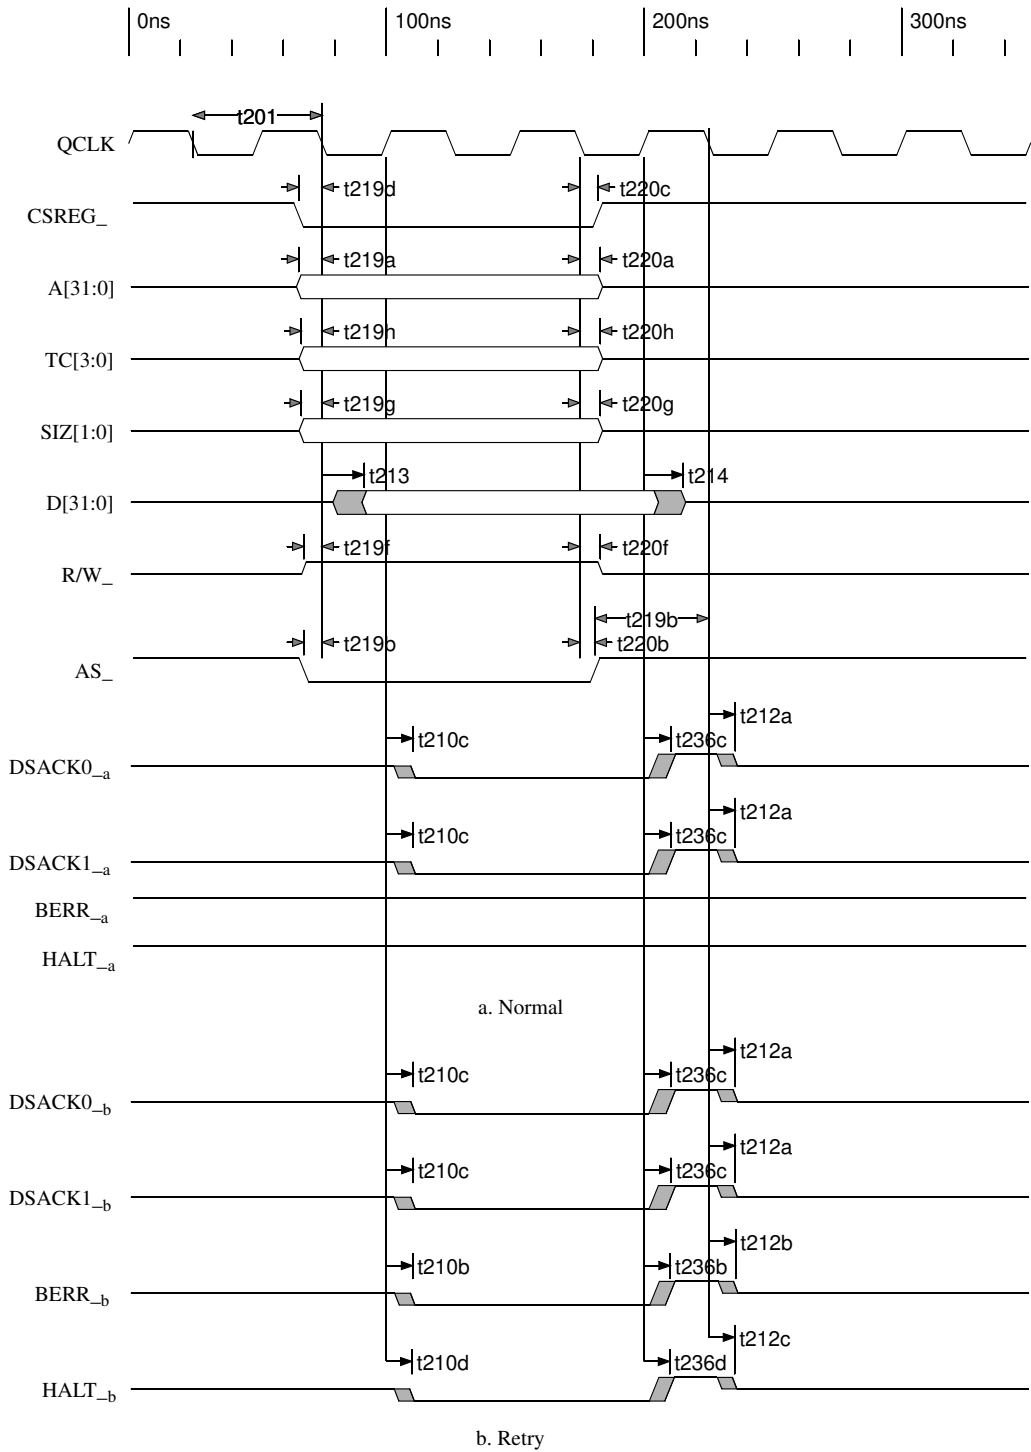 0ns 100ns 200ns 300ns
t201
QCLK
t219d t220c
CSREG_
t219a t220a
A[31:0]
t219h t220h
TC[3:0]
t219g t220g
SIZ[1:0]
t213 t214
D[31:0]
t219f t220f
R/W_
t219b
t219b t220b
AS_
t212a
t210c t236c
DSACK0_a
t212a
t210c t236c
DSACK1_a
BERR_a
HALT_a
a. Normal
t212a
t210c t236c
DSACK0_b
t212a
t210c t236c
DSACK1_b
t212b
t210b t236b
BERR_b
t212c
t210d t236d
HALT_b
b. Retry